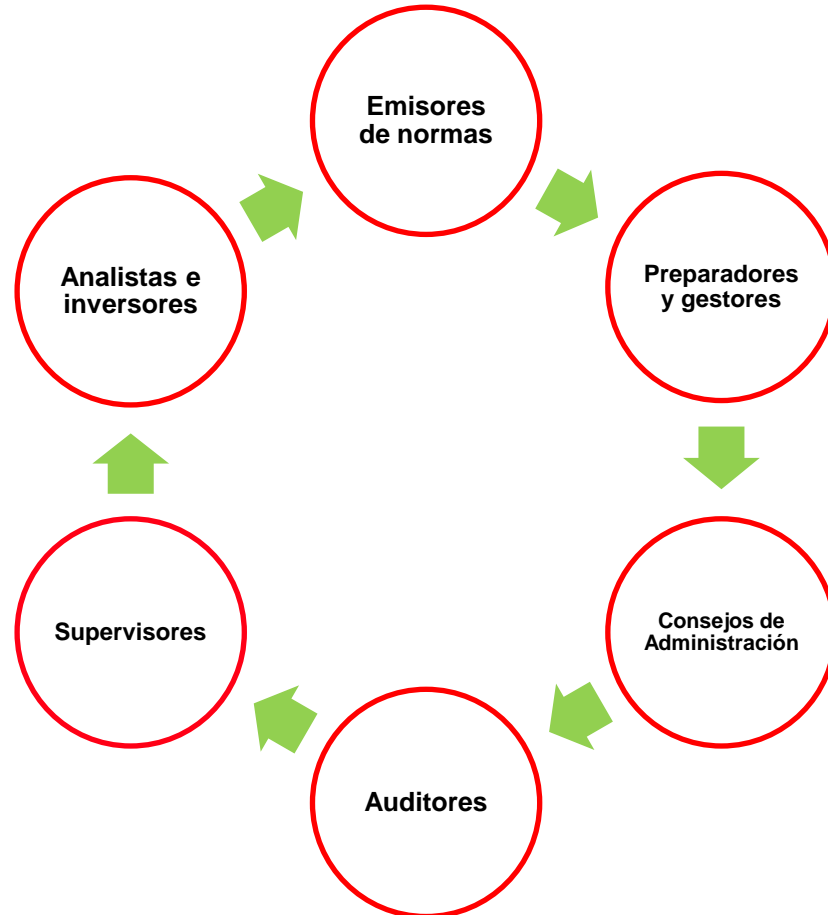 Emisores
de normas
Preparadores
y gestores
Consejos de
Administración
Auditores
Supervisores
Analistas e
inversores